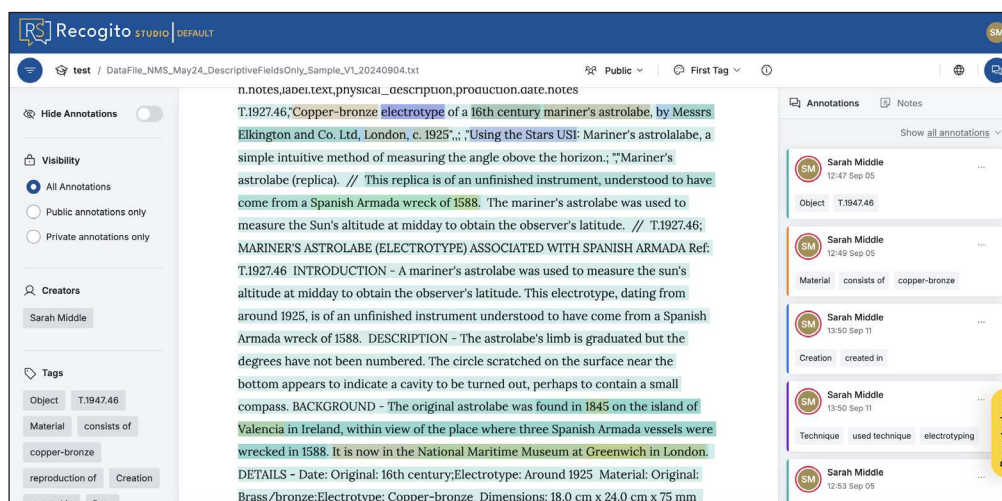 RS Recogito STUDIO DEFAULT
SM
test / DataFile_NMS_May24_DescriptiveFieldsOnly_Sample_V1_20240904.txt
Public
First Tag
Hide Annotations
Visibility
All Annotations
Public annotations only
Private annotations only
Creators
Sarah Middle
Tags
Object T.1947.46
Material consists of
copper-bronze
reproduction of Creation
n.notes,label.text,physical_description,production.date.notes
T.1927.46,"Copper-bronze electrotype of a 16th century mariner's astrolabe, by Messrs
Elkington and Co. Ltd, London, c. 1925",,; ,"Using the Stars USI: Mariner's astrolalabe, a
simple intuitive method of measuring the angle obove the horizon.; ","Mariner's
astrolabe (replica). // This replica is of an unfinished instrument, understood to have
come from a Spanish Armada wreck of 1588. The mariner's astrolabe was used to
measure the Sun's altitude at midday to obtain the observer's latitude. // T.1927.46;
MARINER'S ASTROLABE (ELECTROTYPE) ASSOCIATED WITH SPANISH ARMADA Ref:
T.1927.46 INTRODUCTION - A mariner's astrolabe was used to measure the sun's
altitude at midday to obtain the observer's latitude. This electrotype, dating from
around 1925, is of an unfinished instrument understood to have come from a Spanish
Armada wreck of 1588. DESCRIPTION - The astrolabe's limb is graduated but the
degrees have not been numbered. The circle scratched on the surface near the
bottom appears to indicate a cavity to be turned out, perhaps to contain a small
compass. BACKGROUND - The original astrolabe was found in 1845 on the island of
Valencia in Ireland, within view of the place where three Spanish Armada vessels were
wrecked in 1588. It is now in the National Maritime Museum at Greenwich in London.
DETAILS - Date: Original: 16th century;Electrotype: Around 1925 Material: Original:
Brass/bronze;Electrotype: Copper-bronze Dimensions: 18.0 cm x 24.0 cm x 75 mm
Annotations Notes
Show all annotations
SM Sarah Middle
12:47 Sep 05
Object T.1947.46
SM Sarah Middle
12:49 Sep 05
Material consists of copper-bronze
SM Sarah Middle
13:50 Sep 11
Creation created in
SM Sarah Middle
13:50 Sep 11
Technique used technique electrotyping
SM Sarah Middle
12:53 Sep 05